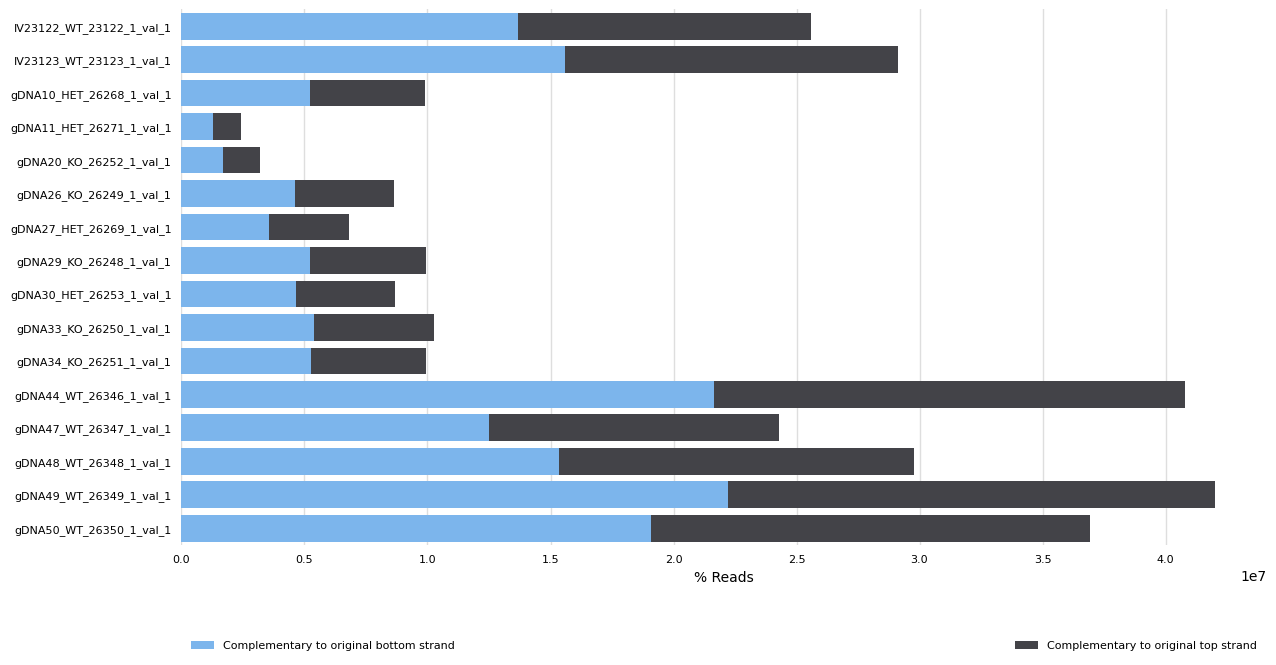 IV23122_WT_23122_1_val_1
IV23123_WT_23123_1_val_1
gDNA10_HET_26268_1_val_1
gDNA11_HET_26271_1_val_1
gDNA20_KO_26252_1_val_1
gDNA26_KO_26249_1_val_1
gDNA27_HET_26269_1_val_1
gDNA29_KO_26248_1_val_1
gDNA30_HET_26253_1_val_1
gDNA33_KO_26250_1_val_1
gDNA34_KO_26251_1_val_1
gDNA44_WT_26346_1_val_1
gDNA47_WT_26347_1_val_1
gDNA48_WT_26348_1_val_1
gDNA49_WT_26349_1_val_1
gDNA50_WT_26350_1_val_1
0.0 0.5 1.0 1.5 2.0 2.5 3.0 3.5 4.0
% Reads
1e7
Complementary to original bottom strand Complementary to original top strand